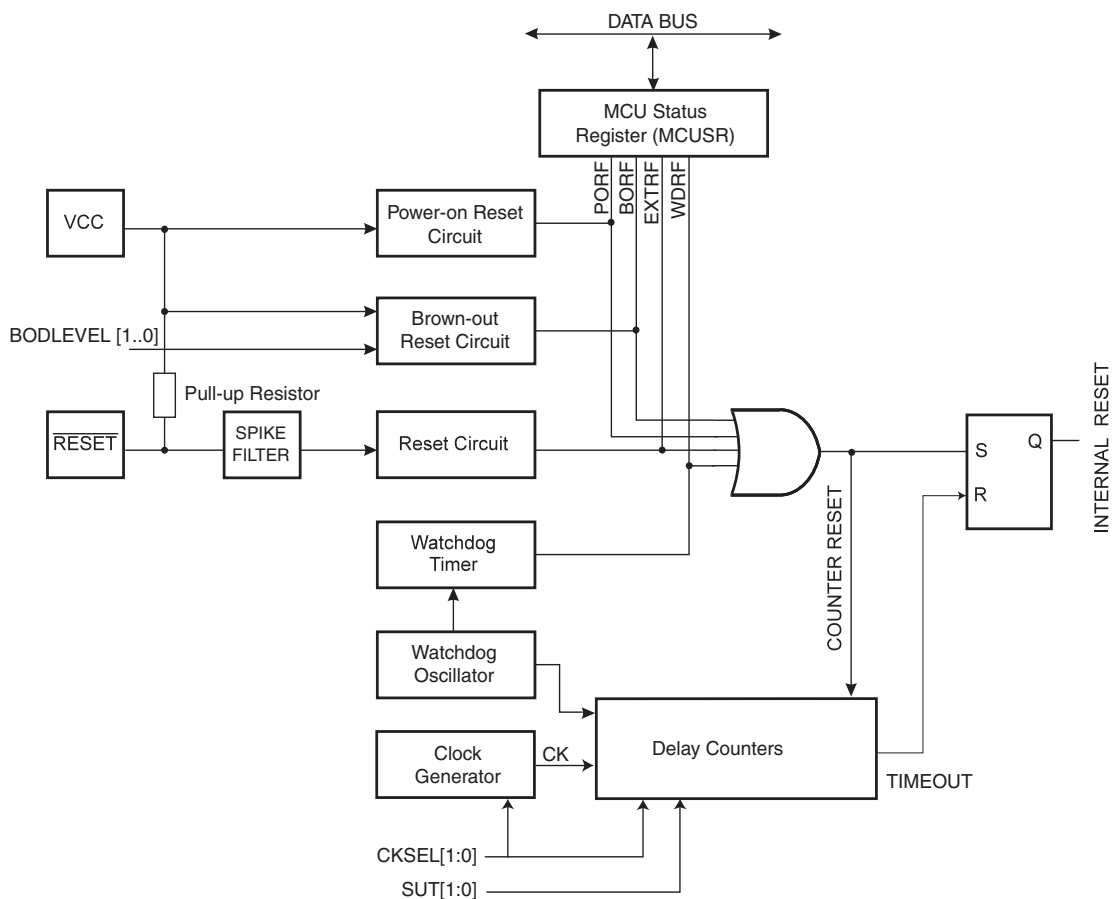 DATA BUS
MCU Status
Register (MCUSR)
PORF
BORF
EXTRF
WDRF
VCC
Power-on Reset
Circuit
BODLEVEL [1..0]
Brown-out
Reset Circuit
Pull-up Resistor
RESET
SPIKE
FILTER
Reset Circuit
S
Q
R
INTERNAL RESET
Watchdog
Timer
COUNTER RESET
Watchdog
Oscillator
Clock
Generator
CK
Delay Counters
TIMEOUT
CKSEL[1:0]
SUT[1:0]